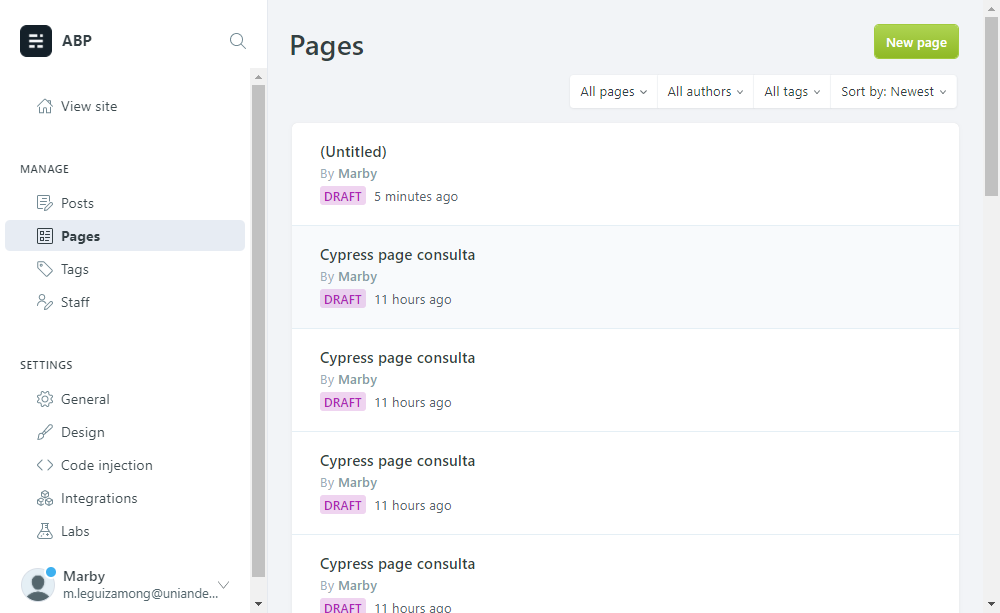 ABP
View site
MANAGE
Posts
Pages
Tags
Staff
SETTINGS
General
Design
Code injection
Integrations
Labs
Marby
m.leguizamong@uniande...
Pages
New page
All pages
All authors
All tags
Sort by: Newest
(Untitled)
By Marby
DRAFT 5 minutes ago
Cypress page consulta
By Marby
DRAFT 11 hours ago
Cypress page consulta
By Marby
DRAFT 11 hours ago
Cypress page consulta
By Marby
DRAFT 11 hours ago
Cypress page consulta
By Marby
DRAFT 11 hours ago